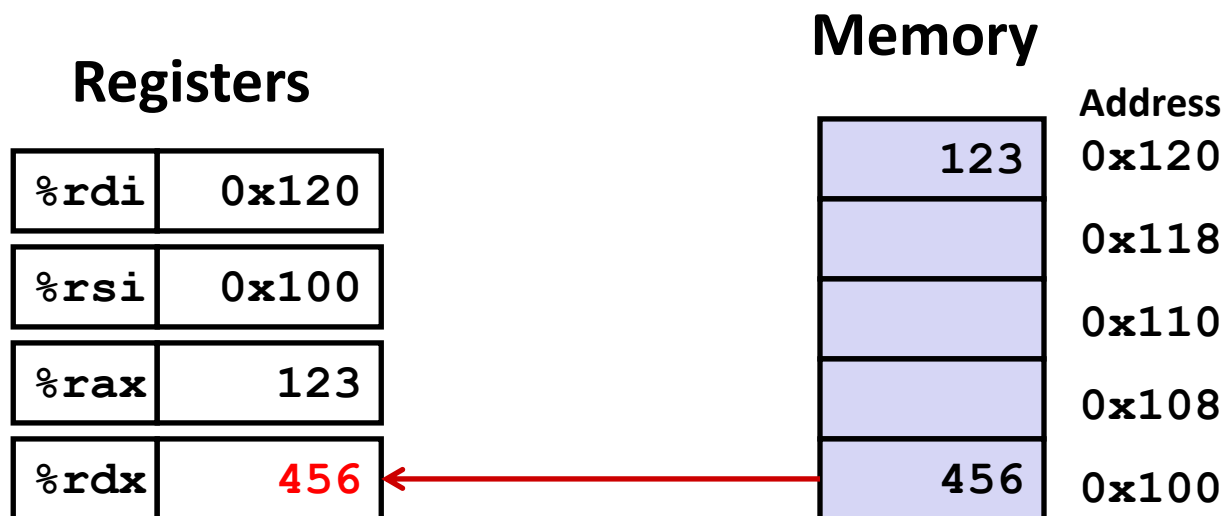 Registers
%rdi 0x120
%rsi 0x100
%rax 123
%rdx 456
Memory
Address
123 0x120
0x118
0x110
0x108
456 0x100